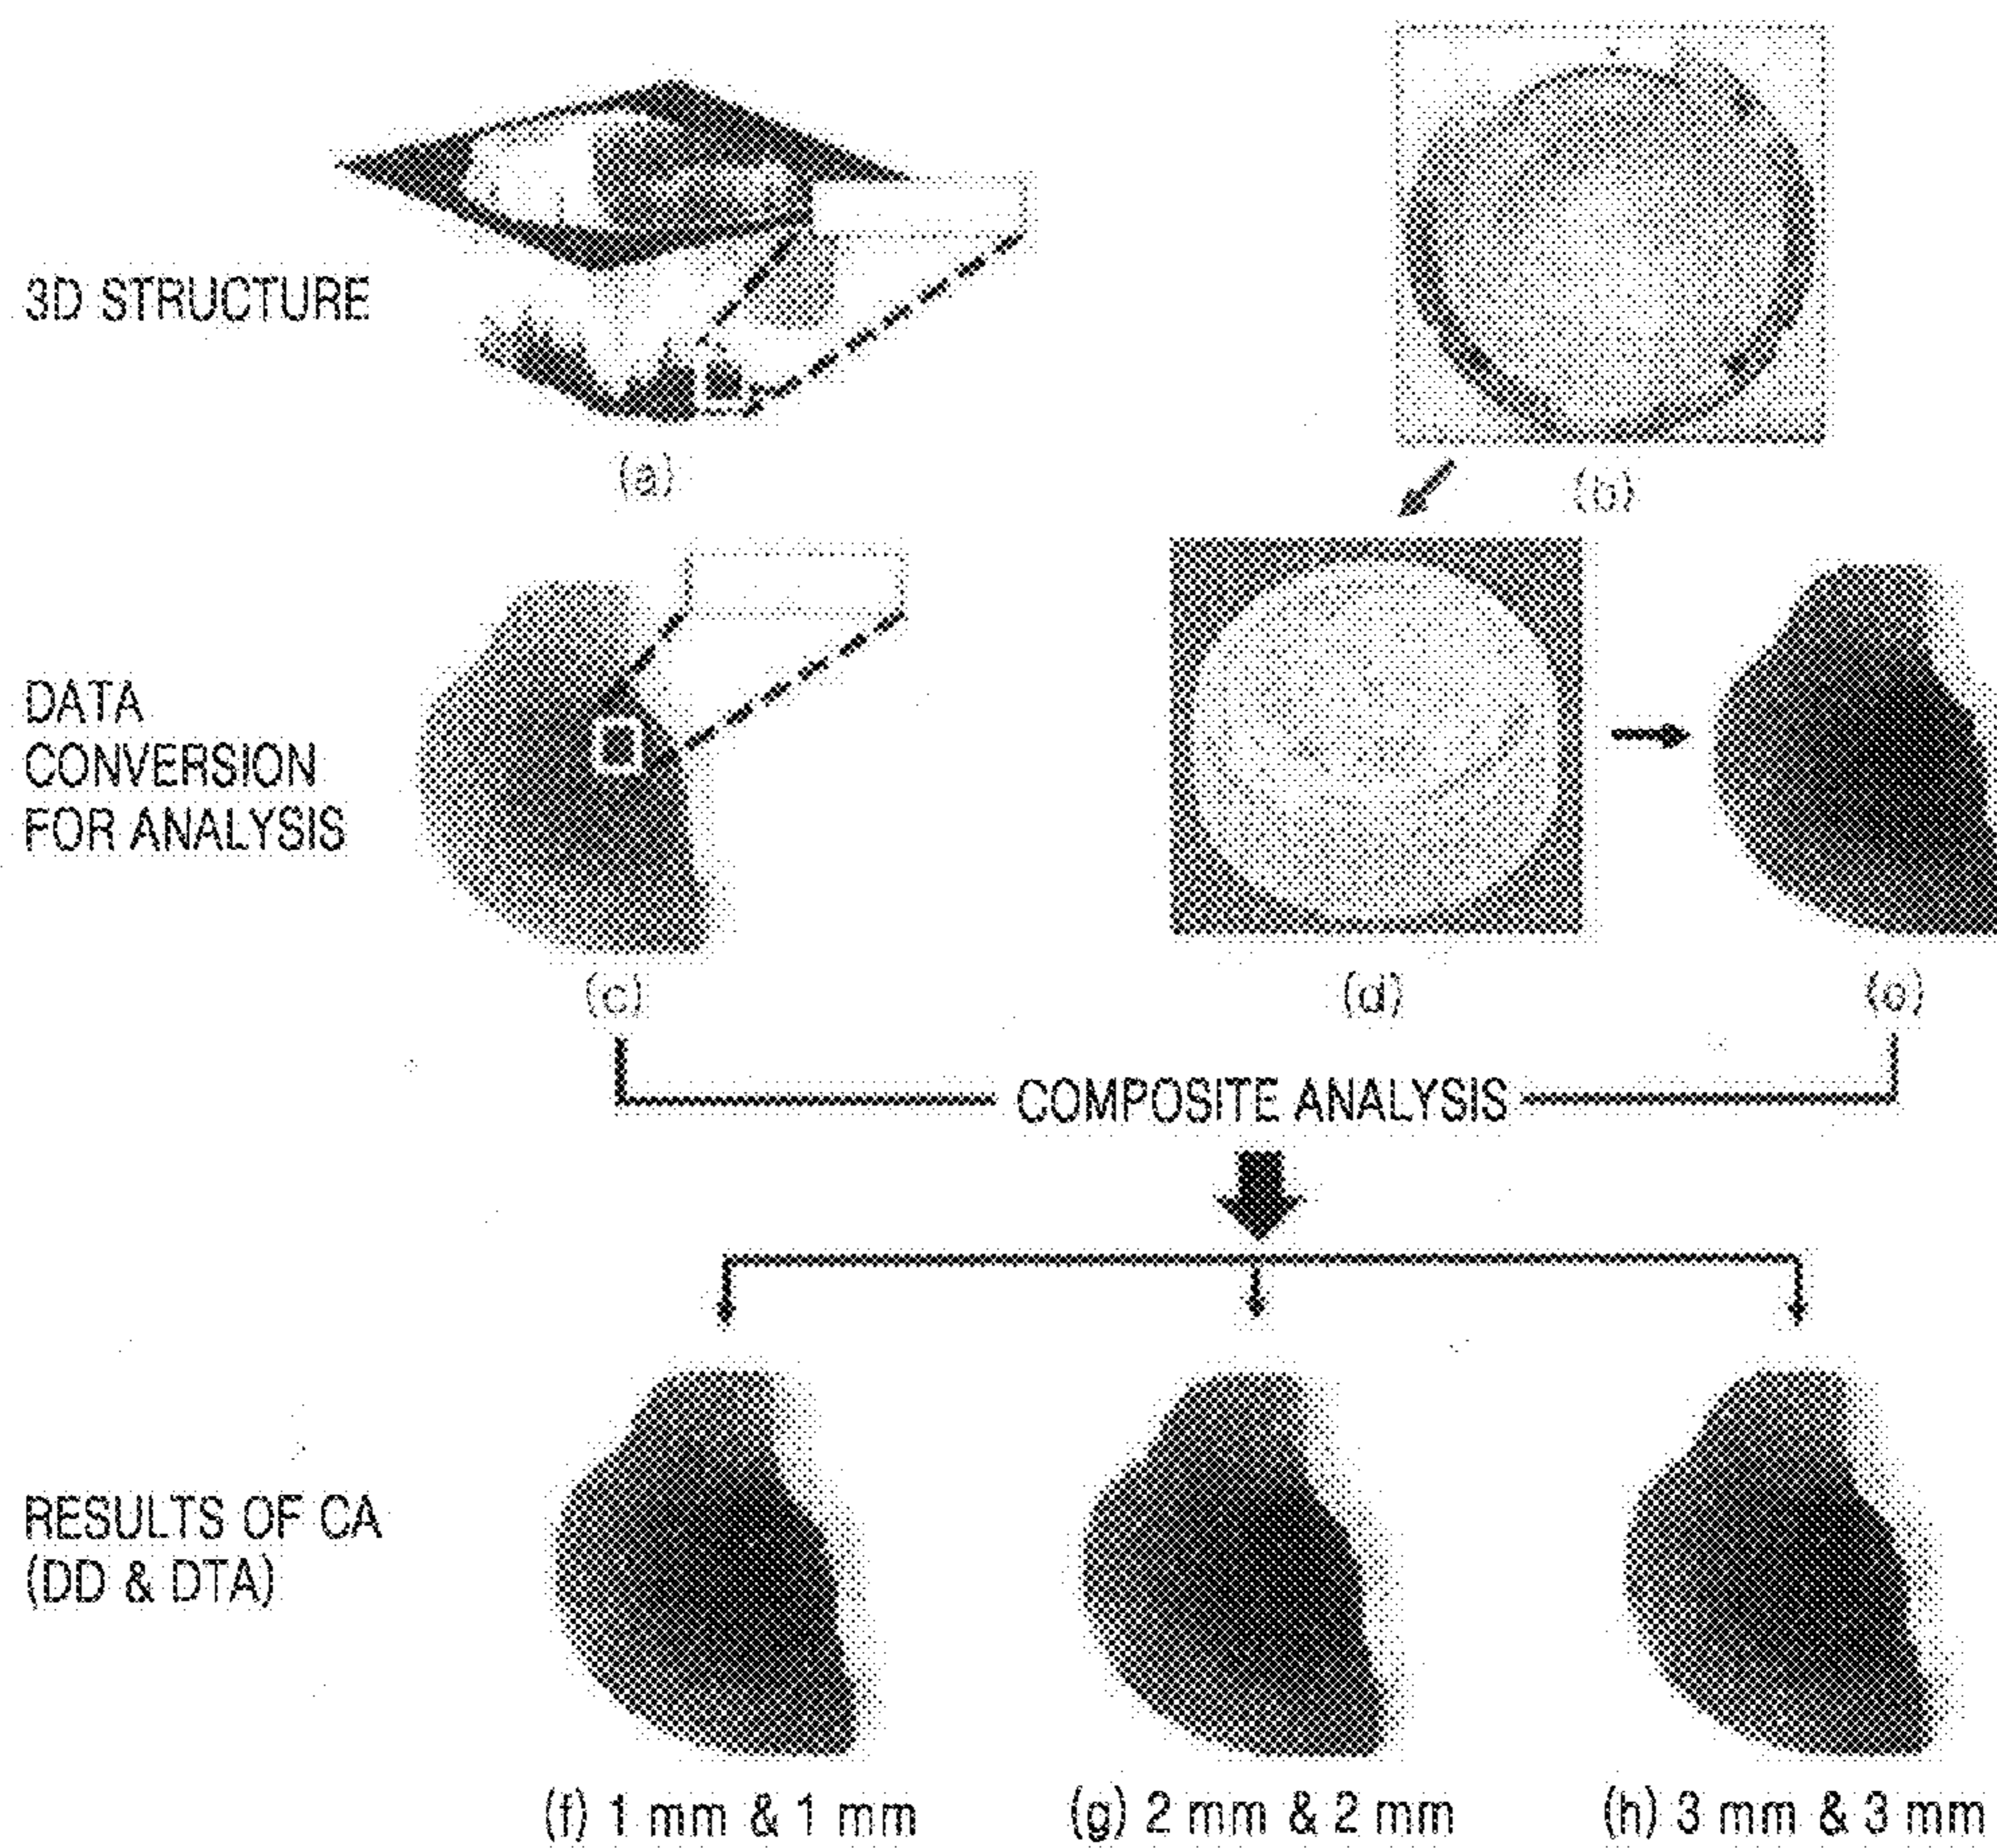 3D STRUCTURE
(a)
(b)
DATA
CONVERSION
FOR ANALYSIS
(c)
(d)
(e)
COMPOSITE ANALYSIS
RESULTS OF CA
(DD & DTA)
(f) 1 mm & 1 mm
(g) 2 mm & 2 mm
(h) 3 mm & 3 mm